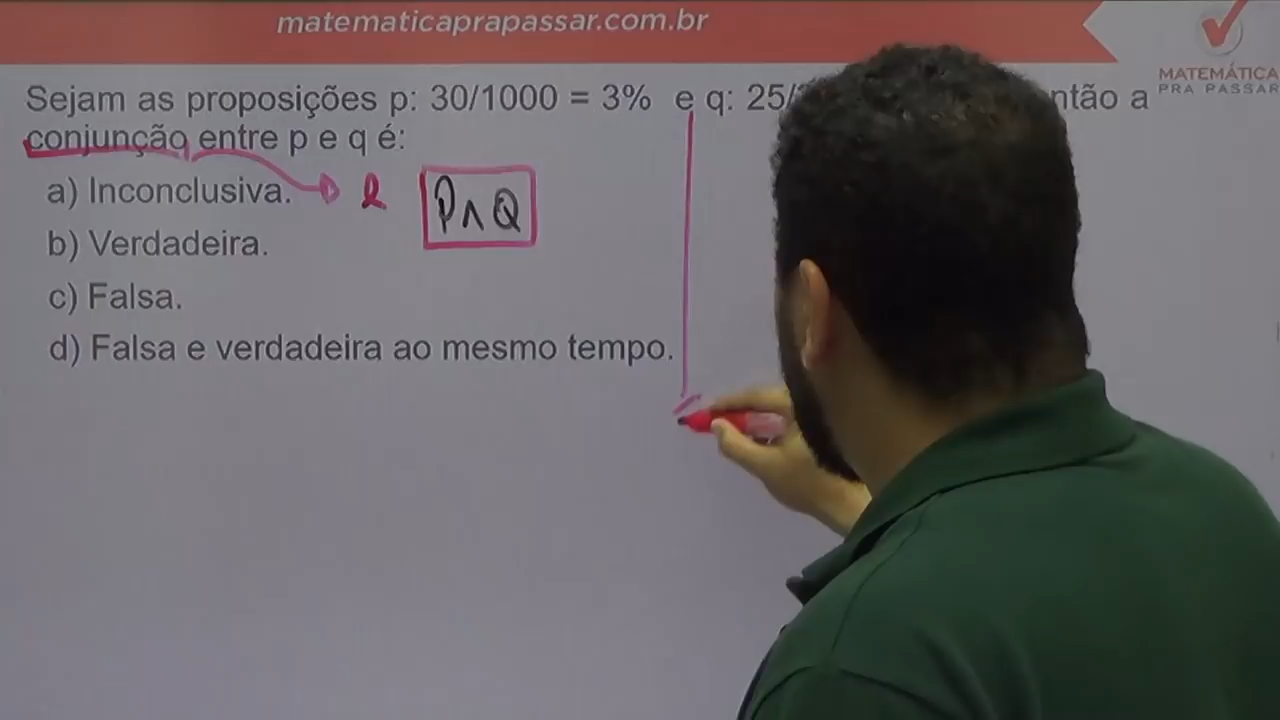 matematicaprapassar.com.br
MATEMÁTICA
PRA PASSAR
Sejam as proposições p: 30/1000 = 3% e q: 25/ ntão a
conjunção entre p e q é:
a) Inconclusiva. e P∧Q
b) Verdadeira.
c) Falsa.
d) Falsa e verdadeira ao mesmo tempo.